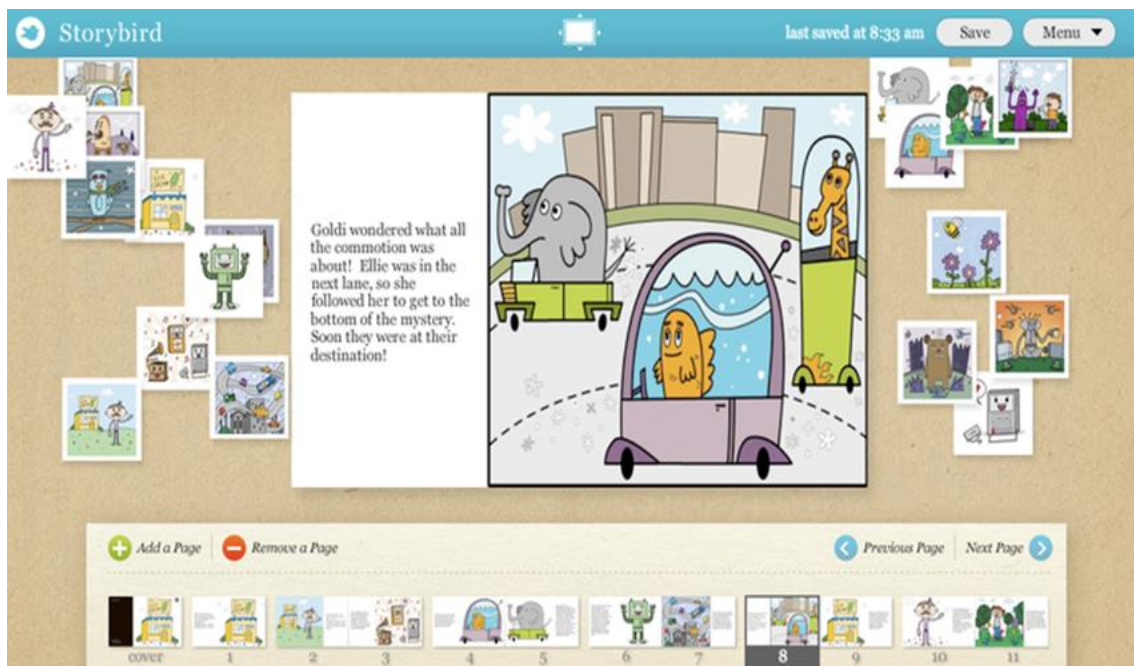 Storybird
last saved at 8:33 am
Save
Menu
Goldi wondered what all
the commotion was
about! Ellie was in the
next lane, so she
followed her to get to the
bottom of the mystery.
Soon they were at their
destination!
Add a Page
Remove a Page
Previous Page
Next Page
cover
1
2
3
4
5
6
7
8
9
10
11